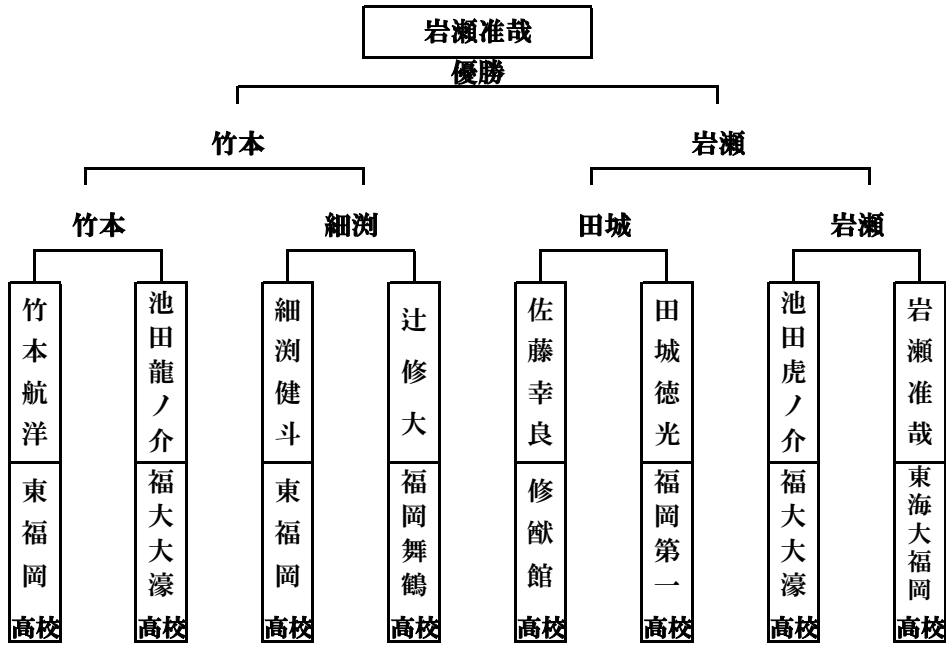 岩瀬准哉
優勝
竹本
岩瀬
竹本
細渕
田城
岩瀬
竹本航洋
東福岡
高校
池田龍ノ介
福大大濠
高校
細渕健斗
東福岡
高校
辻修大
福岡舞鶴
高校
佐藤幸良
修猷館
高校
田城徳光
福岡第一
高校
池田虎ノ介
福大大濠
高校
岩瀬准哉
東海大福岡
高校